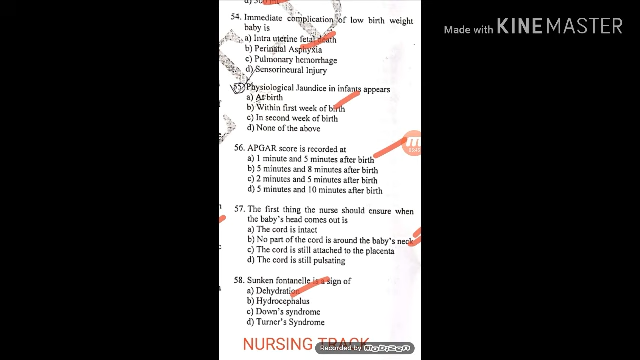 Made with KINEMASTER
54. Immediate complication of low birth weight
baby is
a) Intra uterine fetal death
b) Perinatal Asphyxia
c) Pulmonary hemorrhage
d) Sensorineural Injury
Physiological Jaundice in infants appears
a) At birth
b) Within first week of birth
c) In second week of birth
d) None of the above
56. APGAR score is recorded at
a) 1 minute and 5 minutes after birth
b) 5 minutes and 8 minutes after birth
c) 2 minutes and 5 minutes after birth
d) 5 minutes and 10 minutes after birth
57. The first thing the nurse should ensure when
the baby's head comes out is
a) The cord is intact
b) No part of the cord is around the baby's neck
c) The cord is still attached to the placenta
d) The cord is still pulsating
58. Sunken fontanelle is a sign of
a) Dehydration
b) Hydrocephalus
c) Down's syndrome
d) Turner's Syndrome
NURSING TRACK
Recorded by